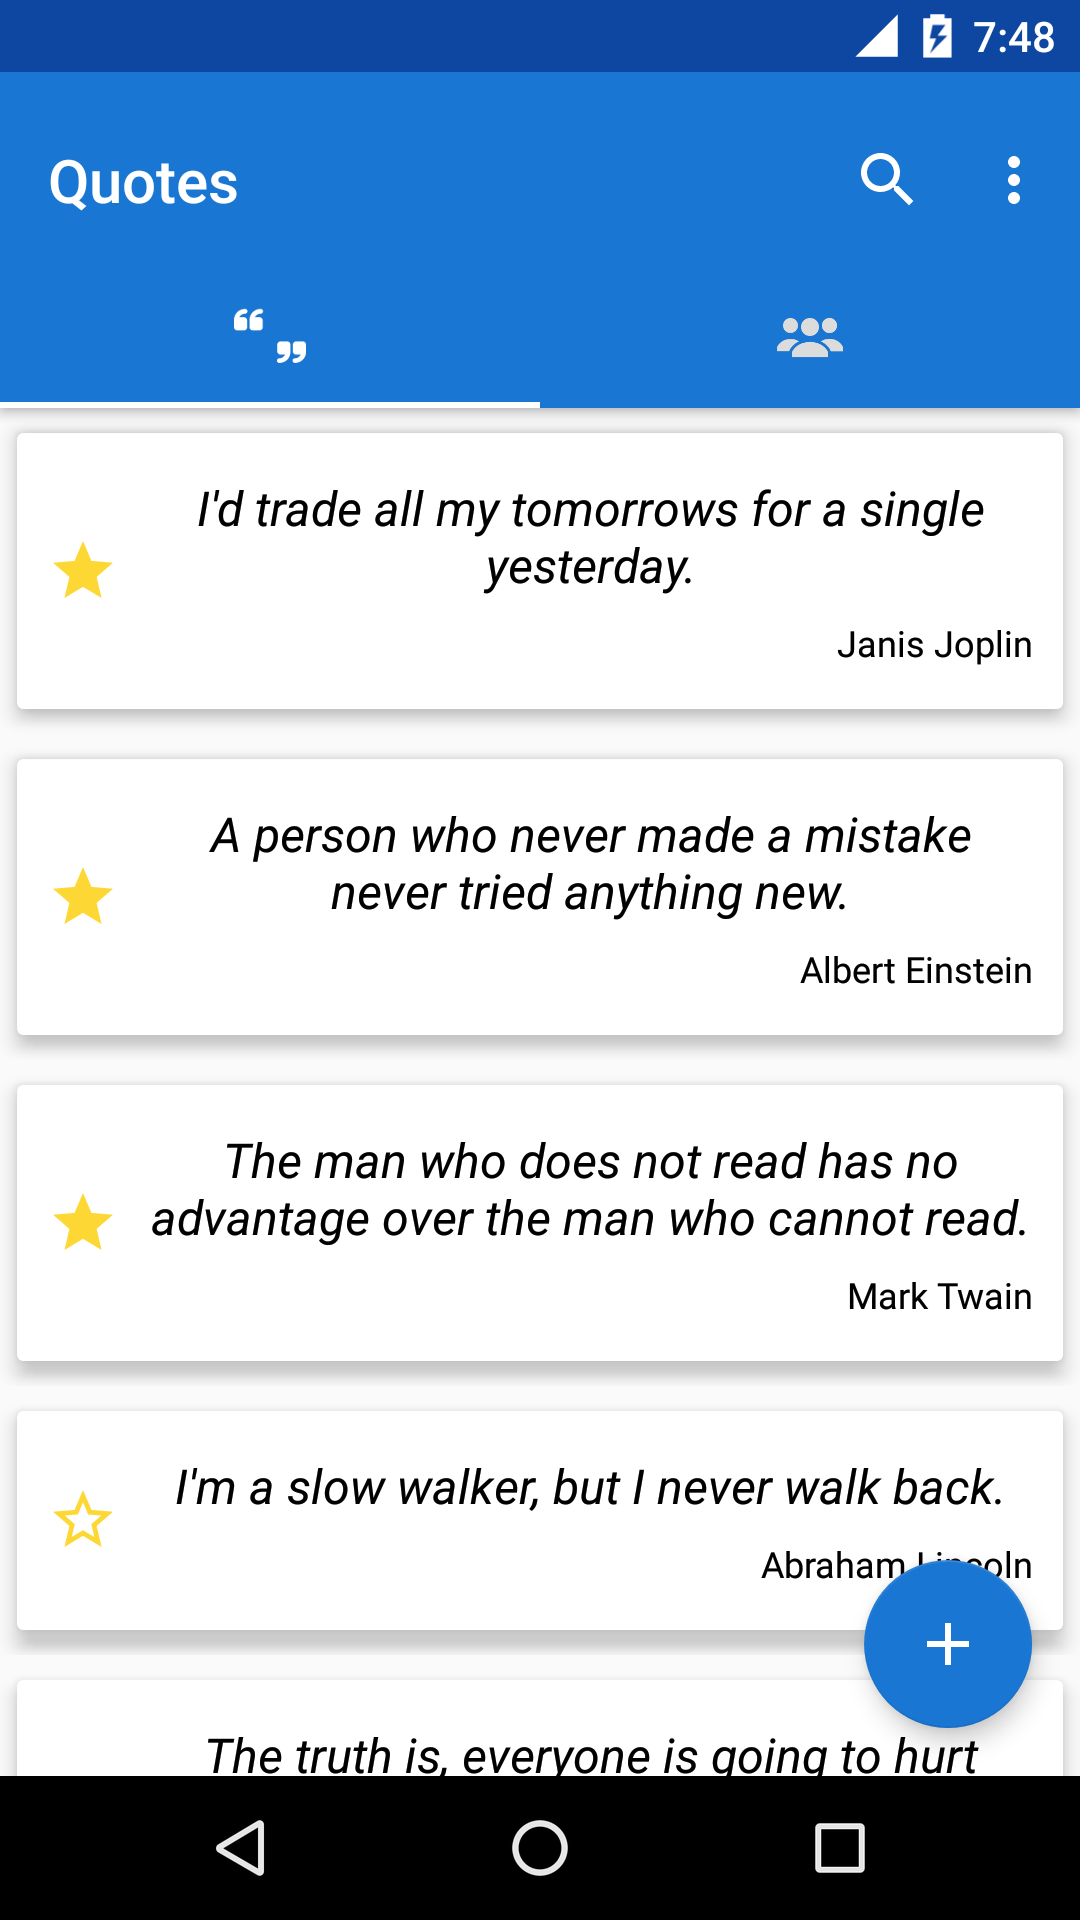 7:48
Quotes
I'd trade all my tomorrows for a single
yesterday.
Janis Joplin
A person who never made a mistake
never tried anything new.
Albert Einstein
The man who does not read has no
advantage over the man who cannot read.
Mark Twain
I'm a slow walker, but I never walk back.
Abraham Lincoln
The truth is, everyone is going to hurt